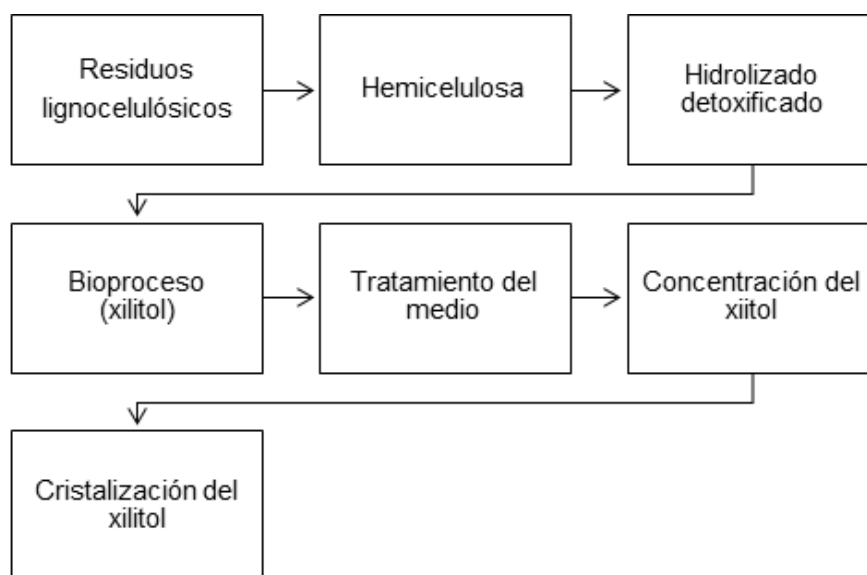 Residuos
lignocelulósicos
Hemicelulosa
Hidrolizado
detoxificado
Bioproceso
(xilitol)
Tratamiento del
medio
Concentración del
xiitol
Cristalización del
xilitol